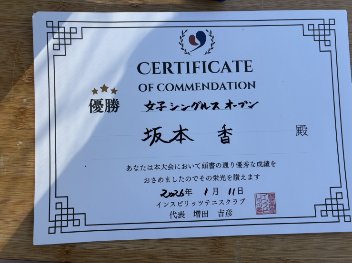 CERTIFICATE
OF COMMENDATION
優勝 女子シングルス オープン
坂本 香 殿
あなたは本大会において頭書の通り優秀な成績を
おさめましたのでその栄光を讃えます
2026年 1月 11日
インスピリッツテニスクラブ
代表 増田 吉彦